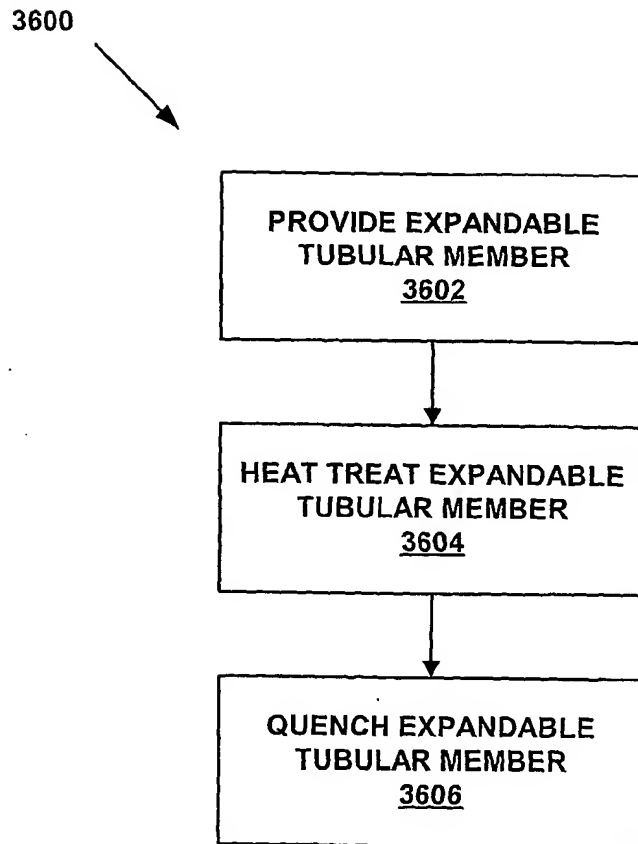 3600
PROVIDE EXPANDABLE
TUBULAR MEMBER
3602
HEAT TREAT EXPANDABLE
TUBULAR MEMBER
3604
QUENCH EXPANDABLE
TUBULAR MEMBER
3606